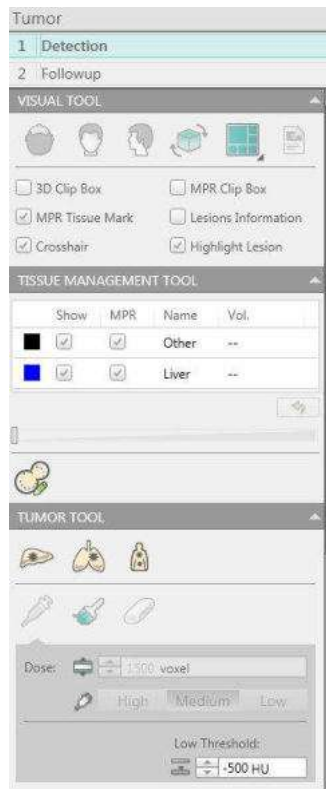 Tumor
1 Detection
2 Followup
VISUAL TOOL
3D Clip Box MPR Clip Box
MPR Tissue Mark Lesions Information
Crosshair Highlight Lesion
TISSUE MANAGEMENT TOOL
Show MPR Name Vol.
Other --
Liver --
TUMOR TOOL
Dose: 1500 voxel
High Medium Low
Low Threshold:
-500 HU